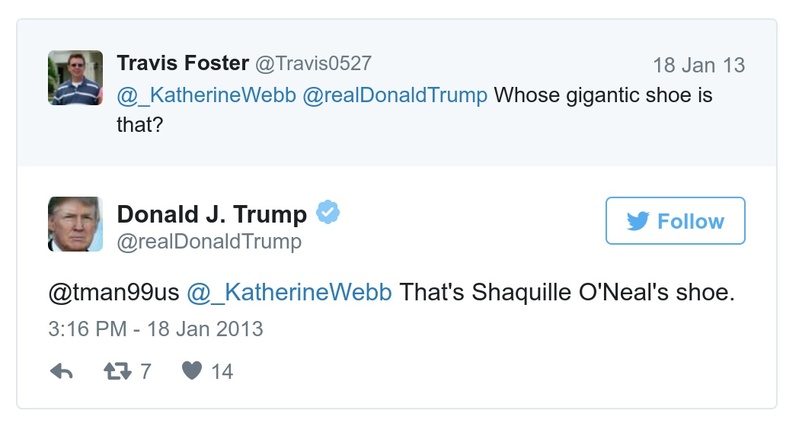 Travis Foster @Travis0527
18 Jan 13
@_KatherineWebb @realDonaldTrump Whose gigantic shoe is
that?
Donald J. Trump
@realDonaldTrump
Follow
@tman99us @_KatherineWebb That's Shaquille O'Neal's shoe.
3:16 PM - 18 Jan 2013
7 14